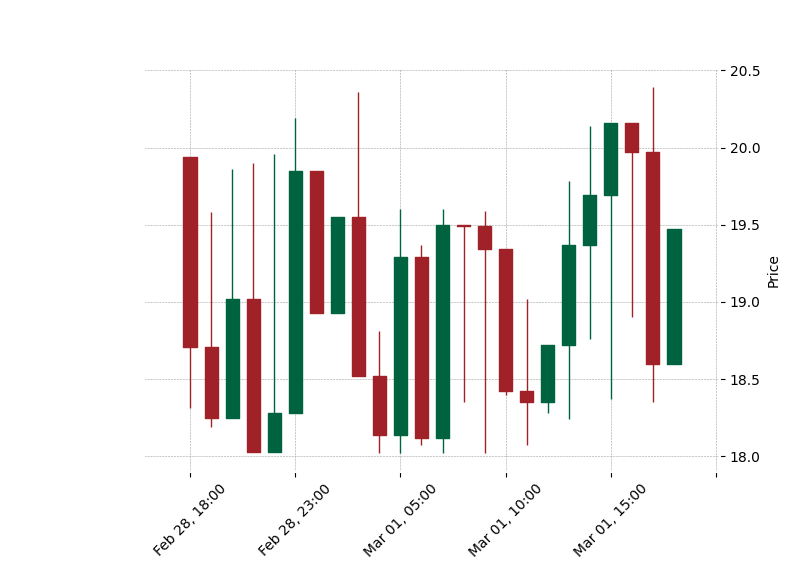 20.5
20.0
19.5
19.0
18.5
18.0
Price
Feb 28, 18:00
Feb 28, 23:00
Mar 01, 05:00
Mar 01, 10:00
Mar 01, 15:00